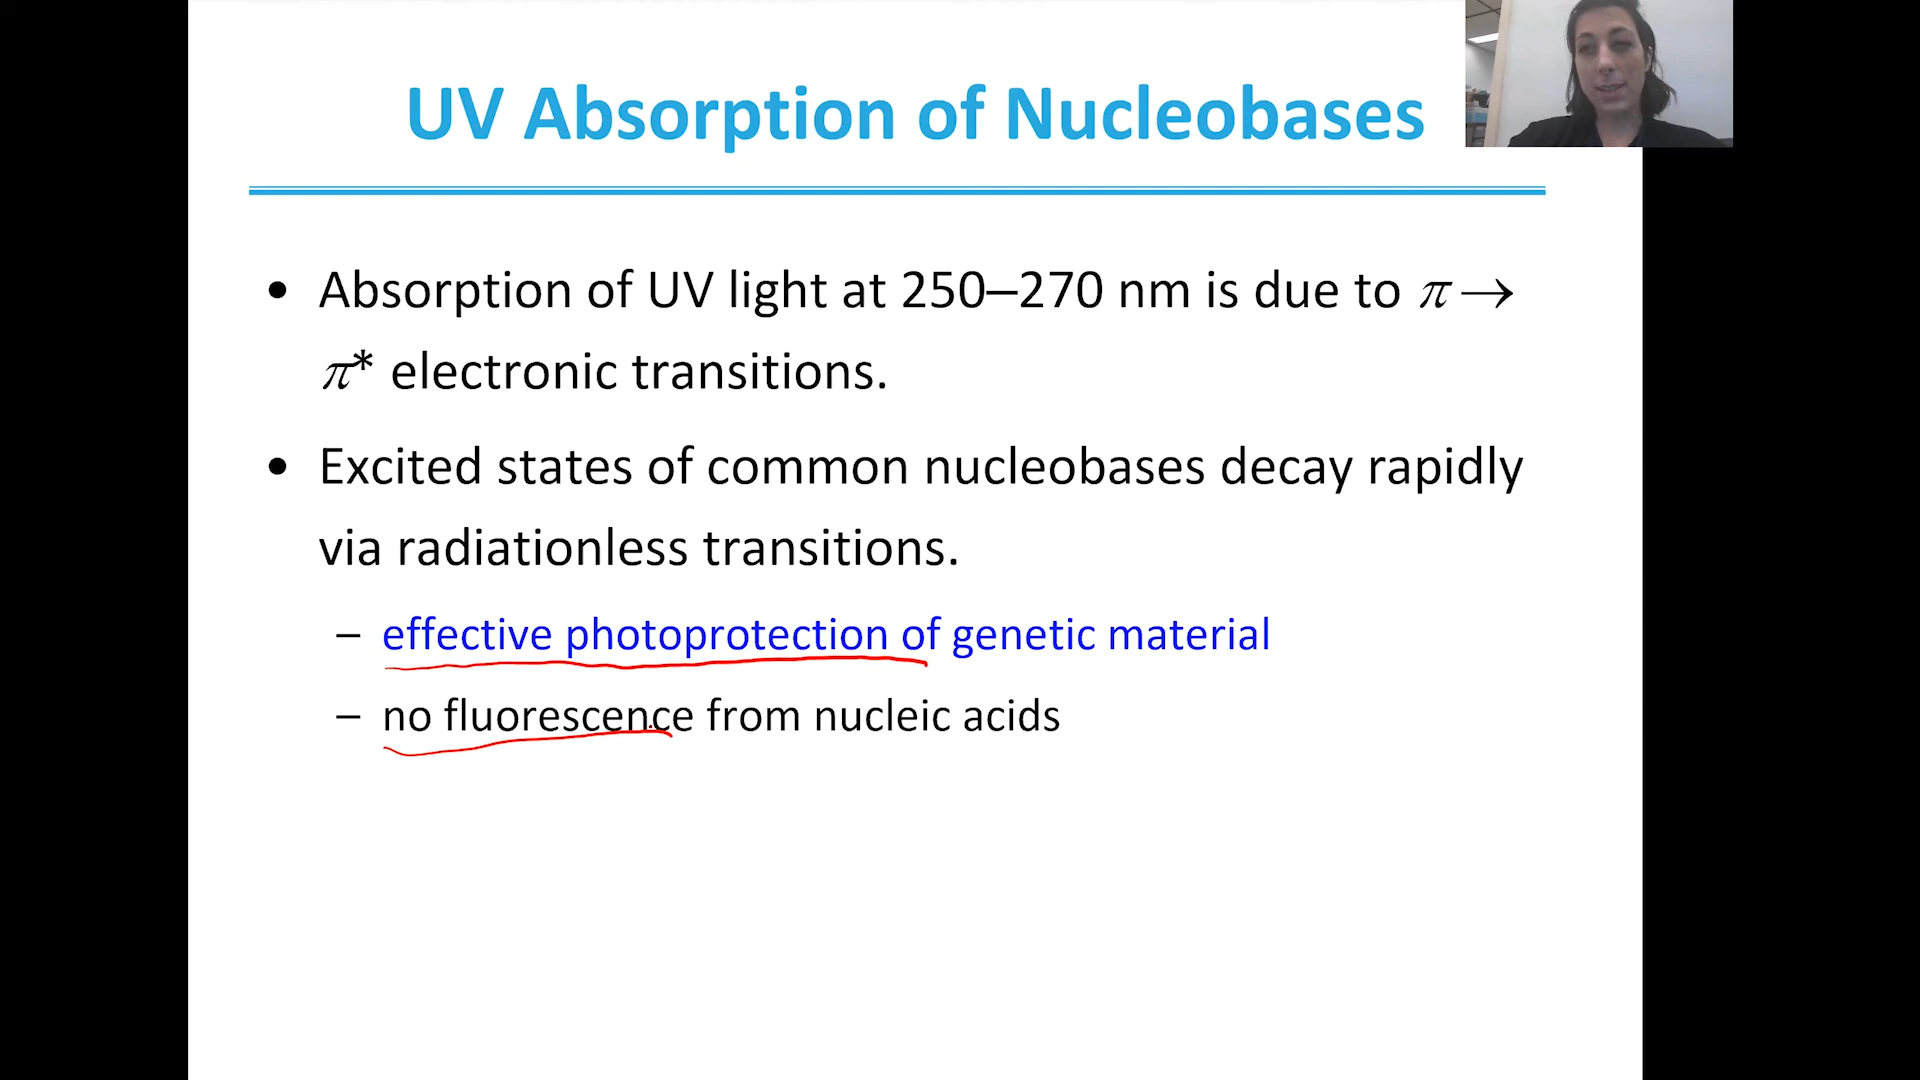 UV Absorption of Nucleobases
• Absorption of UV light at 250–270 nm is due to π →
π* electronic transitions.
• Excited states of common nucleobases decay rapidly
via radiationless transitions.
– effective photoprotection of genetic material
– no fluorescence from nucleic acids